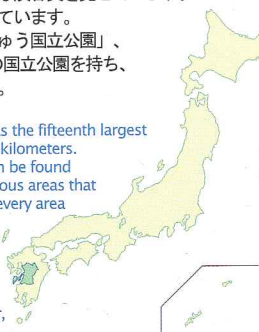 ています。
ゅう国立公園」、
の国立公園を持ち、
。
s the fifteenth largest
kilometers.
n be found
ous areas that
every area